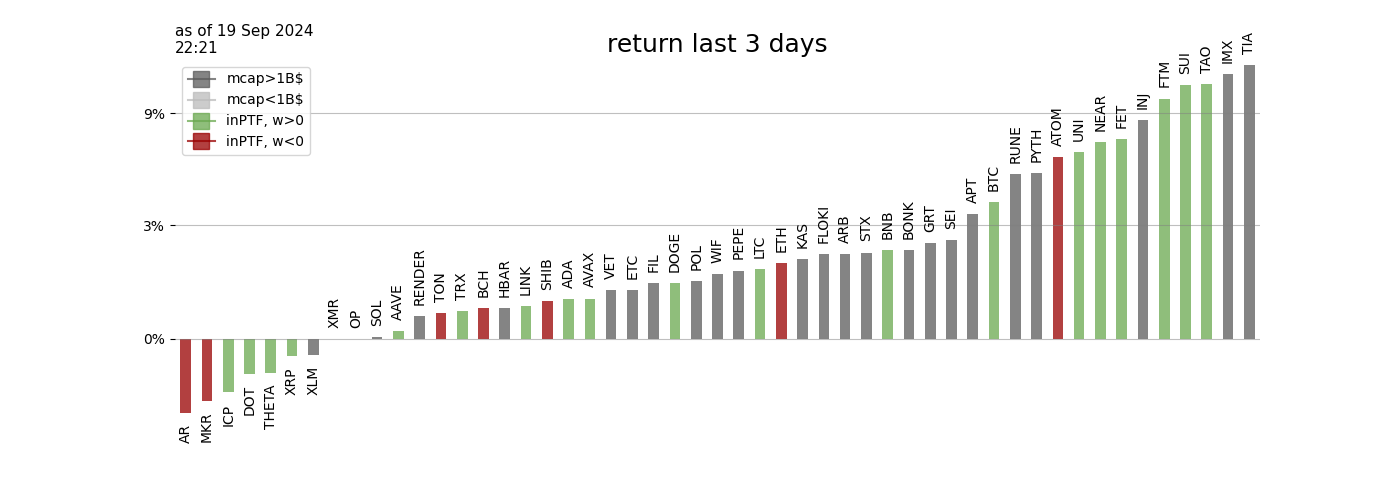 as of 19 Sep 2024
22:21
return last 3 days
mcap>1B$
mcap<1B$
inPTF, w>0
inPTF, w<0
9%
3%
0%
AR
MKR
ICP
DOT
THETA
XRP
XLM
XMR
OP
SOL
AAVE
RENDER
TON
TRX
BCH
HBAR
LINK
SHIB
ADA
AVAX
VET
ETC
FIL
DOGE
POL
WIF
PEPE
LTC
ETH
KAS
FLOKI
ARB
STX
BNB
BONK
GRT
SEI
APT
BTC
RUNE
PYTH
ATOM
UNI
NEAR
FET
INJ
FTM
SUI
TAO
IMX
TIA